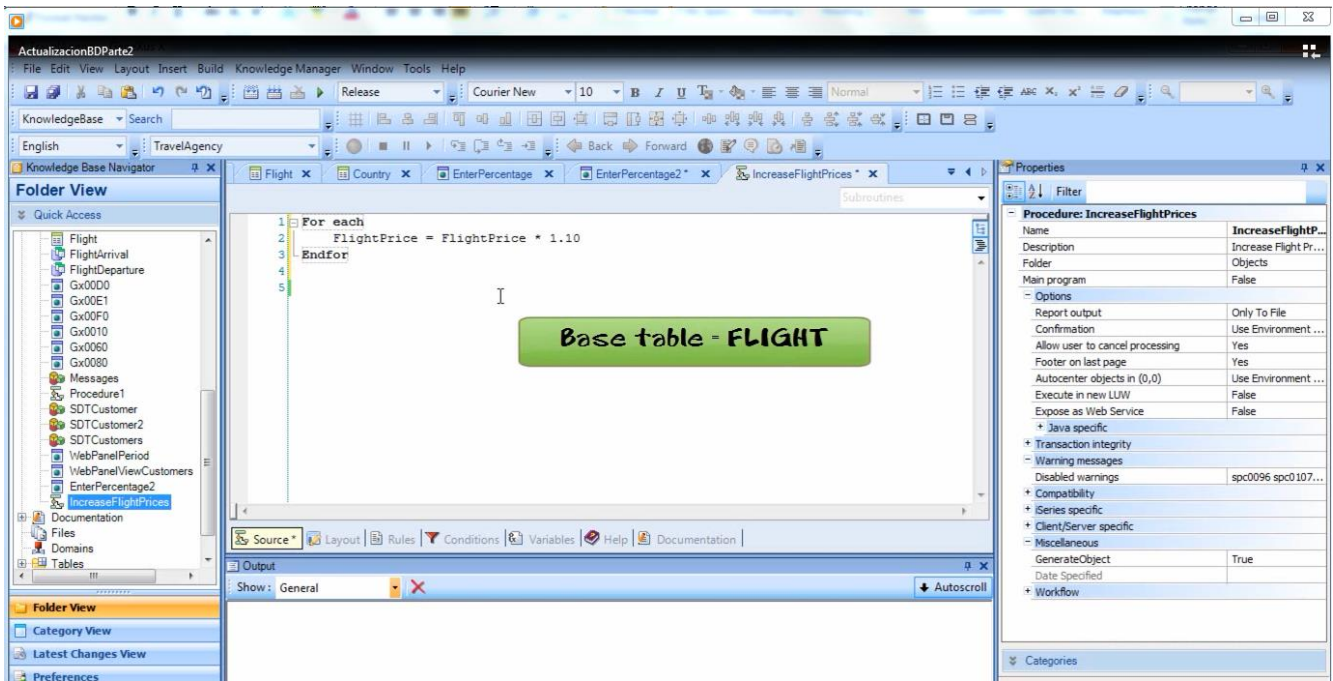 ActualizacionBDParte2
File Edit View Layout Insert Build Knowledge Manager Window Tools Help
Release Courier New 10 B I U Normal ABC
KnowledgeBase Search
English TravelAgency Back Forward
Knowledge Base Navigator
Folder View
Quick Access
Flight
FlightArrival
FlightDeparture
Gx00D0
Gx00E1
Gx00F0
Gx0010
Gx0060
Gx0080
Messages
Procedure1
SDTCustomer
SDTCustomer2
SDTCustomers
WebPanelPeriod
WebPanelViewCustomers
EnterPercentage2
IncreaseFlightPrices
Documentation
Files
Domains
Tables
Folder View
Category View
Latest Changes View
Preferences
Flight Country EnterPercentage EnterPercentage2 * IncreaseFlightPrices *
Subroutines
1 For each
2 FlightPrice = FlightPrice * 1.10
3 Endfor
4
5
Base table = FLIGHT
Source * Layout Rules Conditions Variables Help Documentation
Output
Show: General Autoscroll
Properties
Filter
Procedure: IncreaseFlightPrices
Name IncreaseFlightP...
Description Increase Flight Pr...
Folder Objects
Main program False
Options
Report output Only To File
Confirmation Use Environment ...
Allow user to cancel processing Yes
Footer on last page Yes
Autocenter objects in (0,0) Use Environment ...
Execute in new LUW False
Expose as Web Service False
Java specific
Transaction integrity
Warning messages
Disabled warnings spc0096 spc0107...
Compatibility
iSeries specific
Client/Server specific
Miscellaneous
GenerateObject True
Date Specified
Workflow
Categories